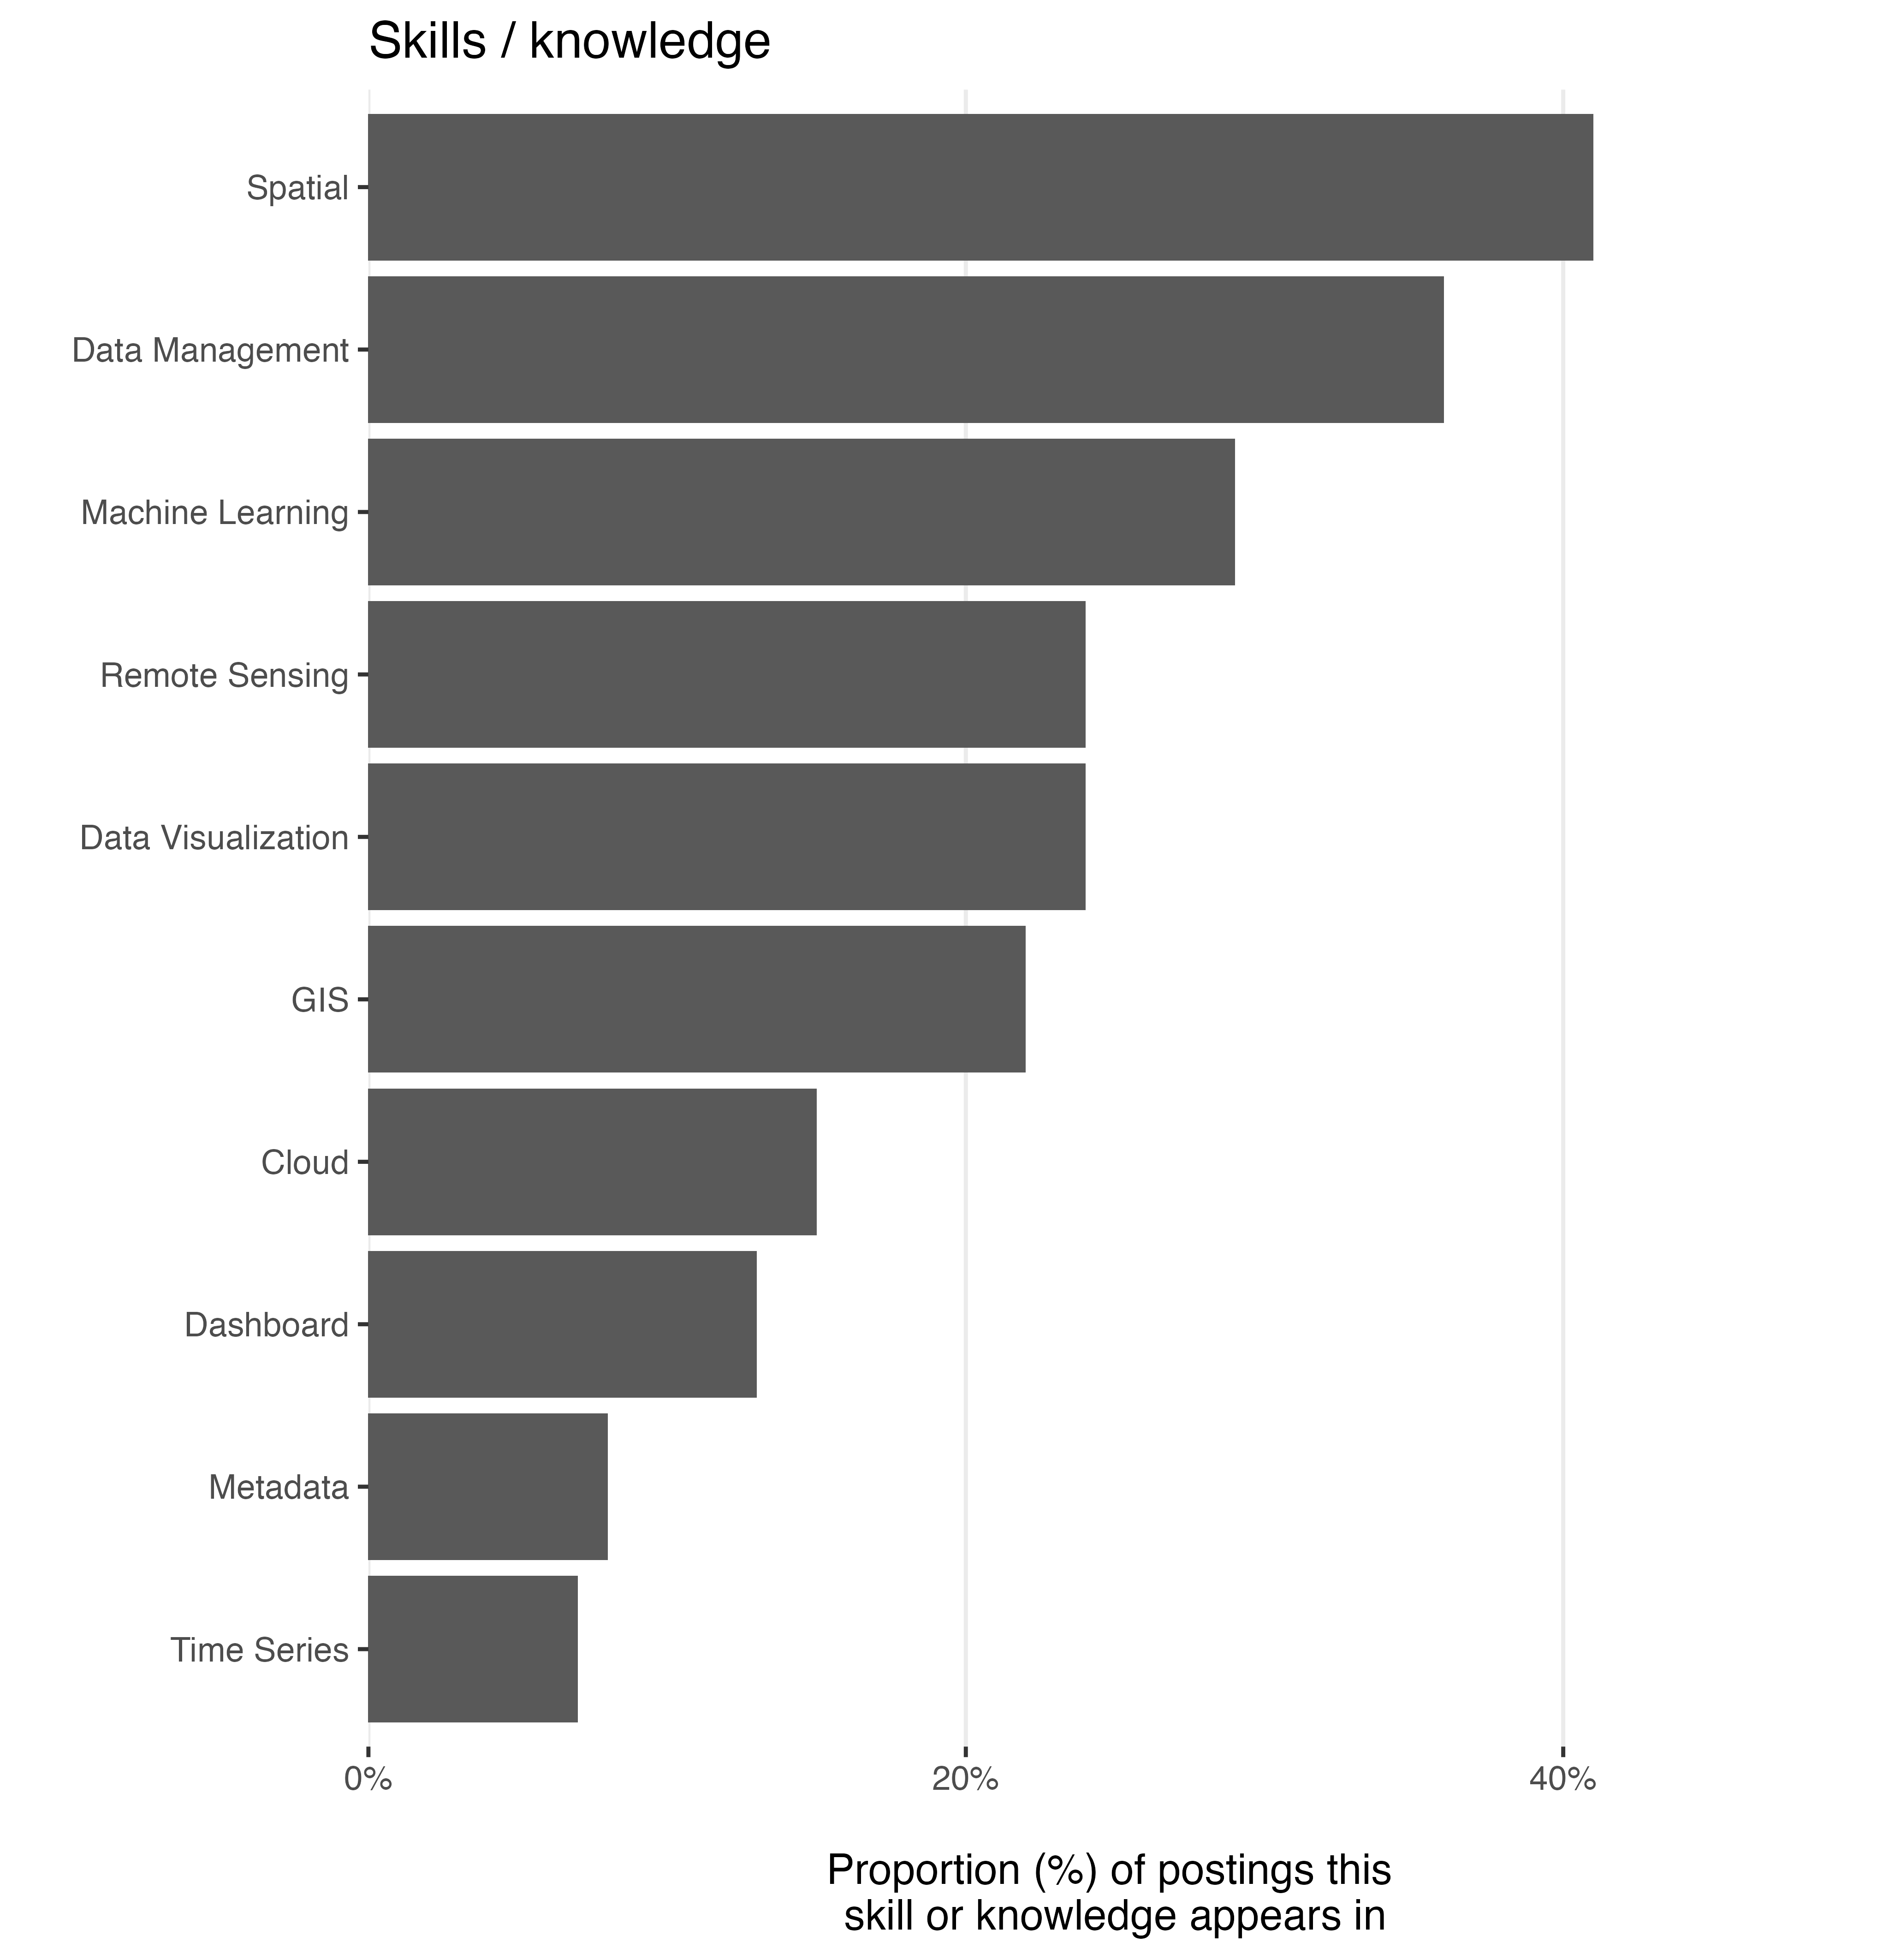 Skills / knowledge
Spatial
Data Management
Machine Learning
Remote Sensing
Data Visualization
GIS
Cloud
Dashboard
Metadata
Time Series
0% 20% 40%
Proportion (%) of postings this
skill or knowledge appears in